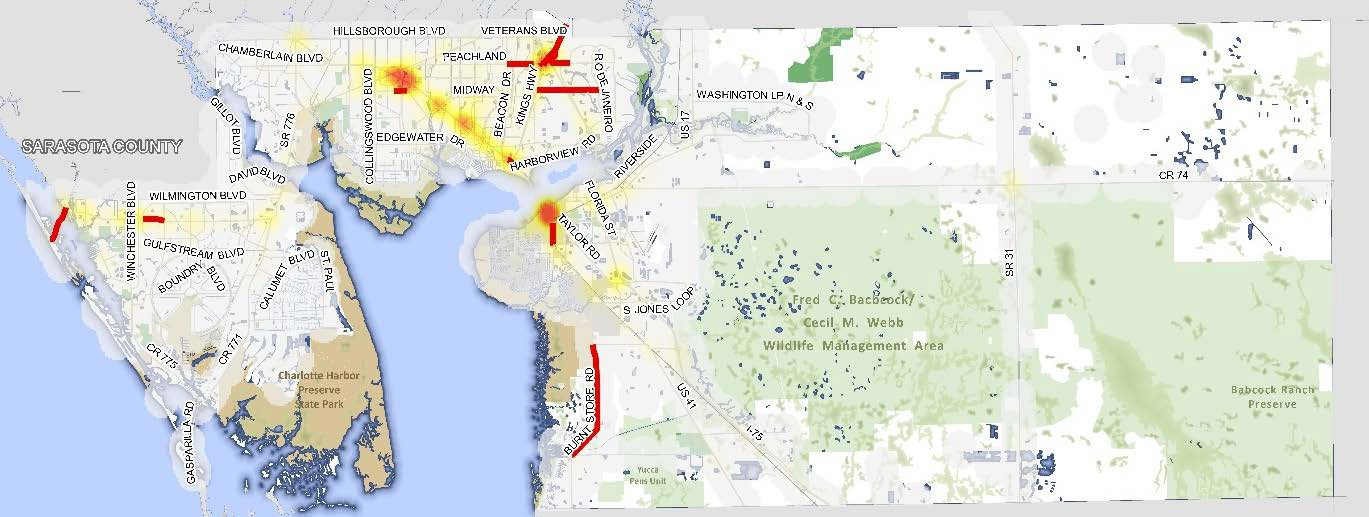 HILLSBOROUGH BLVD
VETERANS BLVD
CHAMBERLAIN BLVD
PEACHLAND
MIDWAY
COLLINGSWOOD BLVD
BEACON DR
KINGS HWY
RIO DE JANEIRO
WASHINGTON LP N & S
US 17
GILLOT BLVD
SR 776
EDGEWATER DR
HARBORVIEW RD
RIVERSIDE
SARASOTA COUNTY
DAVID BLVD
CR 74
WINCHESTER BLVD
WILMINGTON BLVD
FLORIDA ST
TAYLOR RD
GULFSTREAM BLVD
BOUNDRY BLVD
CALUMET BLVD
ST. PAUL
SR 31
S JONES LOOP
Fred C. Babcock/
Cecil M. Webb
Wildlife Management Area
CR 775
CR 771
Charlotte Harbor
Preserve
State Park
BURNT STORE RD
US 41
I-75
Babcock Ranch
Preserve
GASPARILLA RD
Yucca
Pens Unit